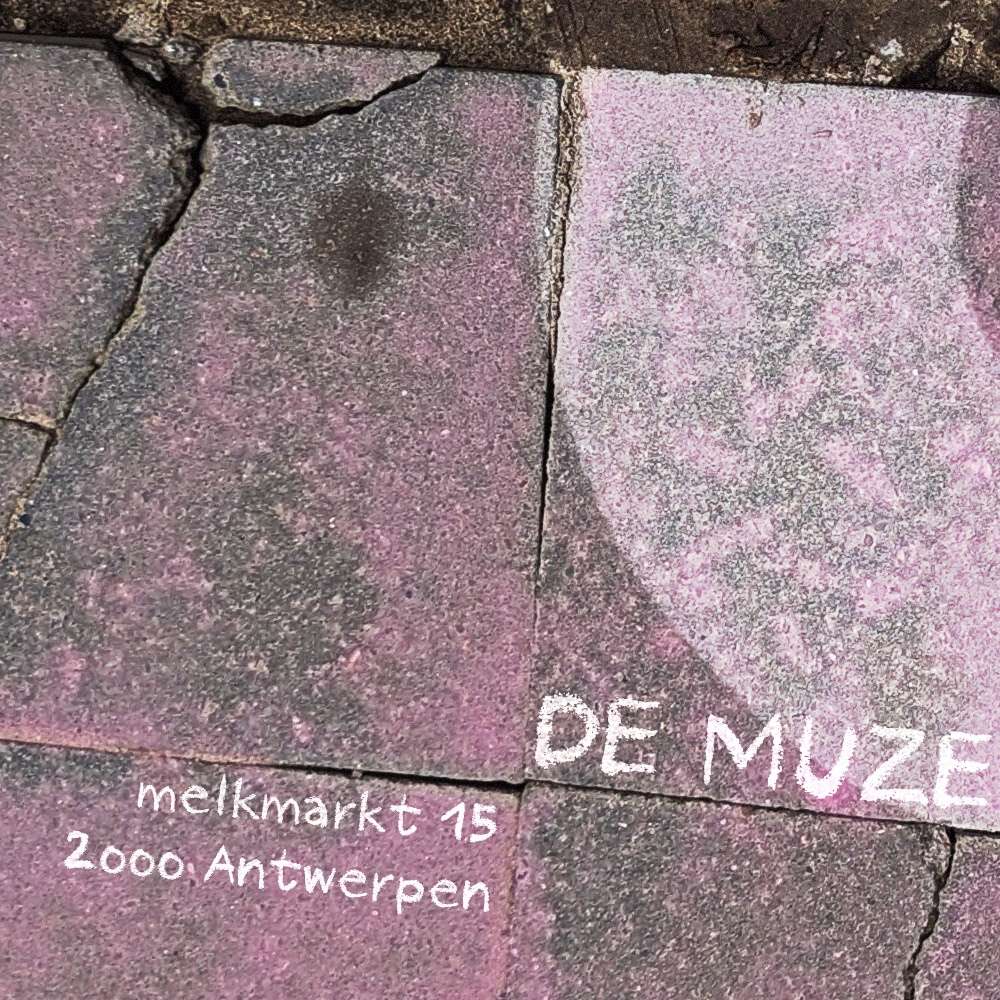 DE MUZE
melkmarkt 15
2000 Antwerpen